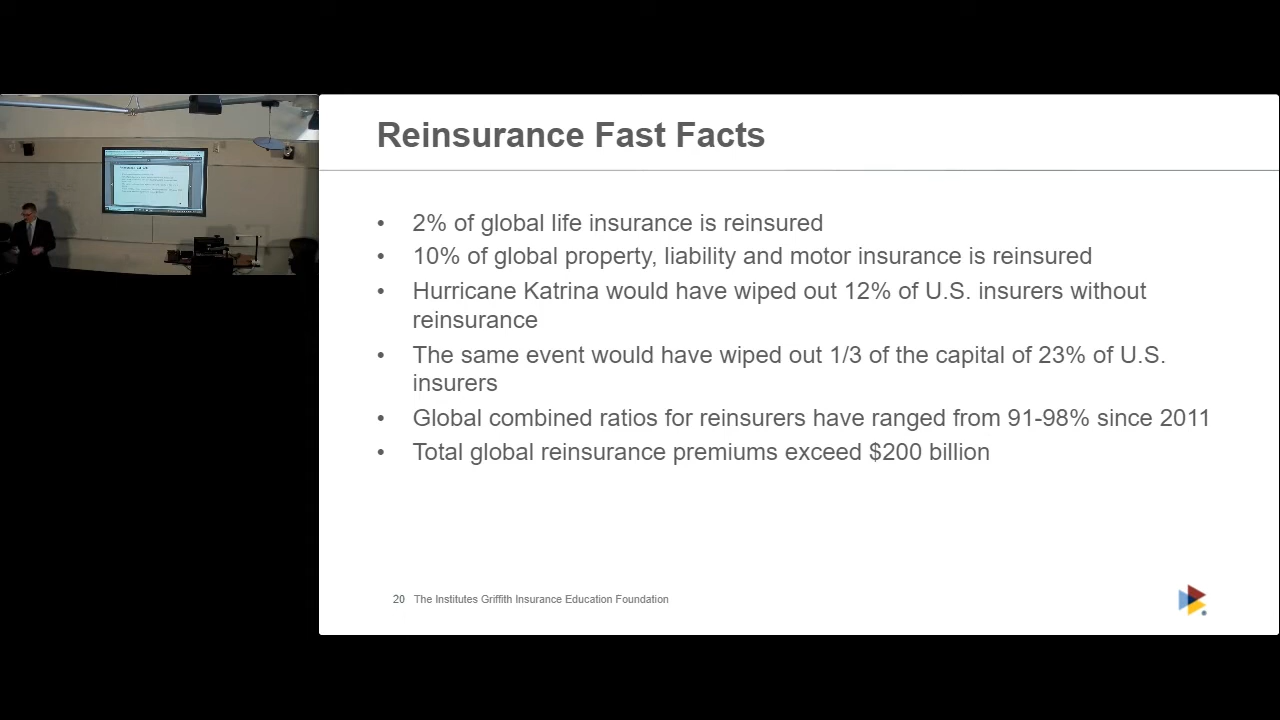 Reinsurance Fast Facts
• 2% of global life insurance is reinsured
• 10% of global property, liability and motor insurance is reinsured
• Hurricane Katrina would have wiped out 12% of U.S. insurers without
reinsurance
• The same event would have wiped out 1/3 of the capital of 23% of U.S.
insurers
• Global combined ratios for reinsurers have ranged from 91-98% since 2011
• Total global reinsurance premiums exceed $200 billion
20 The Institutes Griffith Insurance Education Foundation